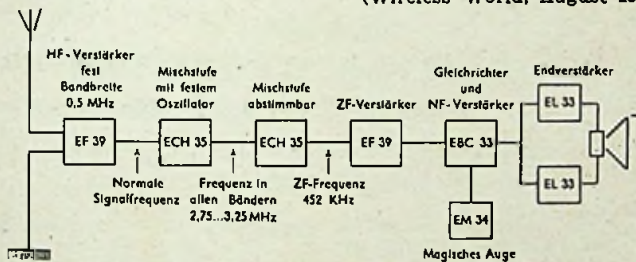 (Wireless World, August
HF-Verstärker
fest
Bandbreite
0,5 MHz
Mischstufe
mit festem
Oszillator
Mischstufe
abstimmbar
ZF-Verstärker
Gleichrichter
und
NF-Verstärker
Endverstärker
EF 39
ECH 35
ECH 35
EF 39
EBC 33
EL 33
EL 33
Normale
Signalfrequenz
Frequenz in
allen Bändern
2,75...3,25 MHz
ZF-Frequenz
452 KHz
EM 34
Magisches Auge